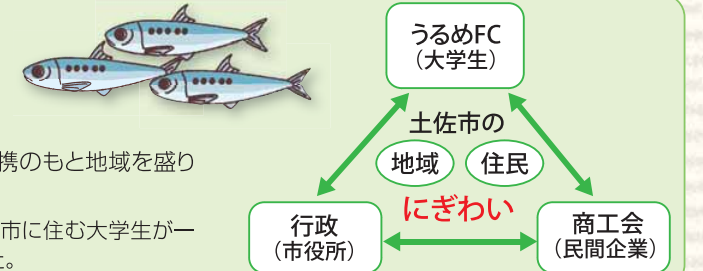 うるめFC
（大学生）
土佐市の
地域 住民
にぎわい
行政
（市役所）
商工会
（民間企業）
携のもと地域を盛り
市に住む大学生が一
た。